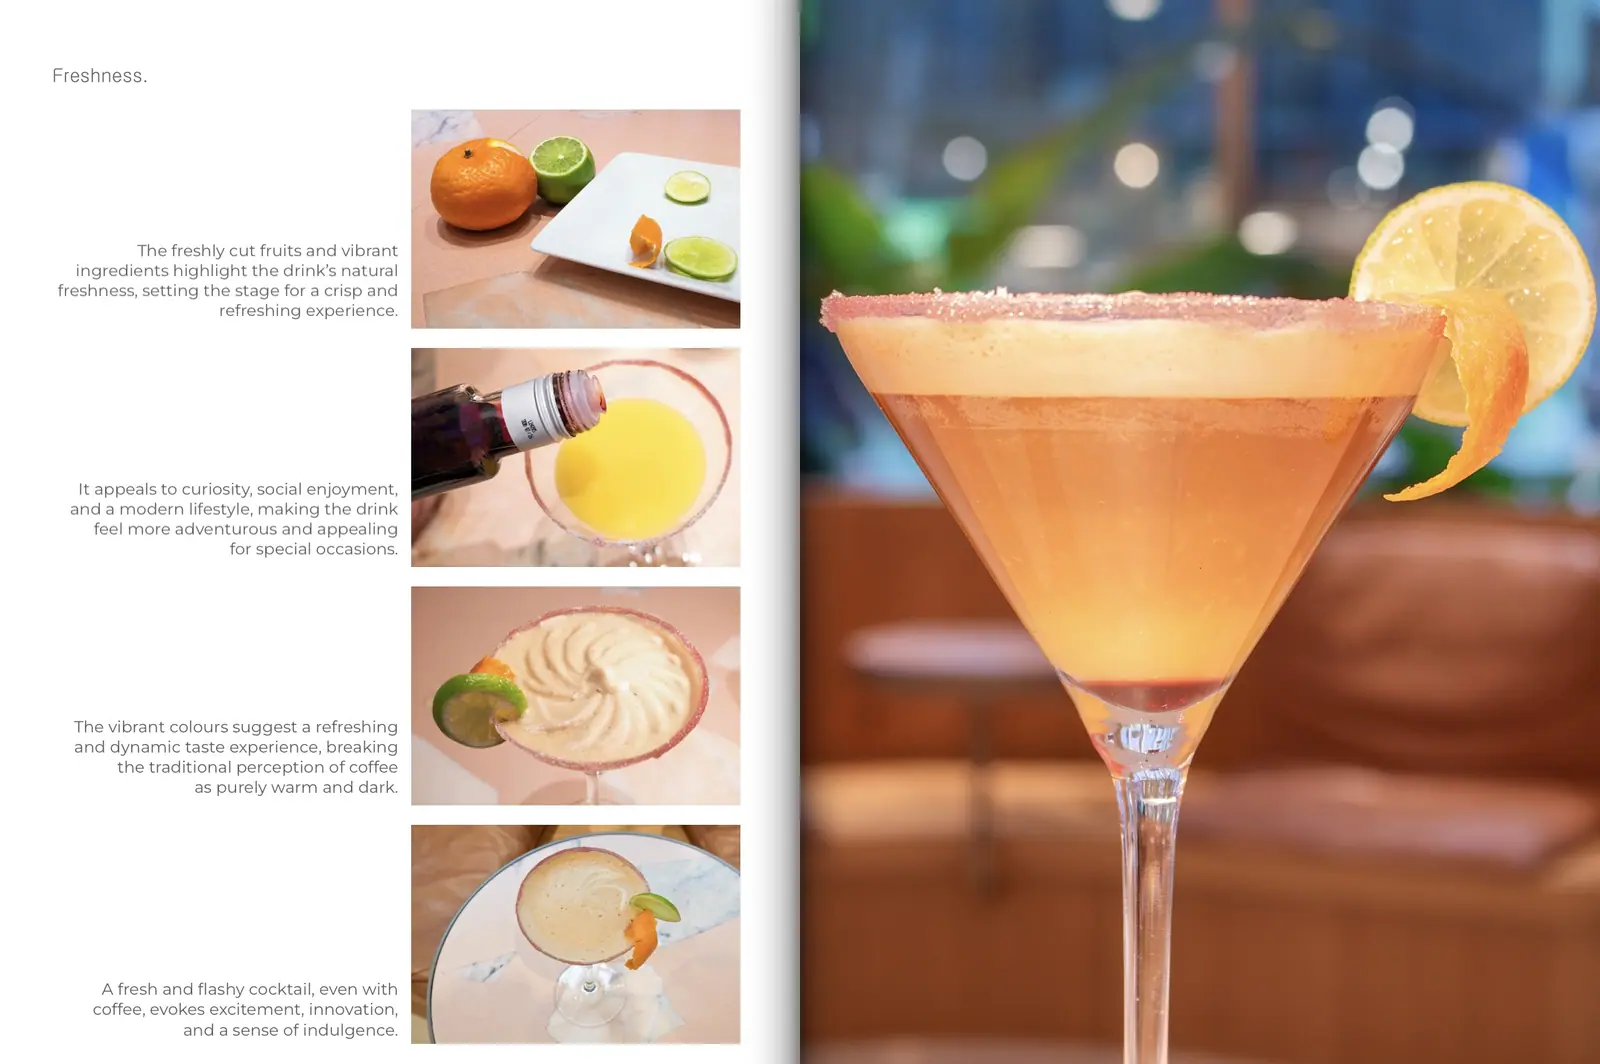 Freshness.
The freshly cut fruits and vibrant
ingredients highlight the drink's natural
freshness, setting the stage for a crisp and
refreshing experience.
It appeals to curiosity, social enjoyment,
and a modern lifestyle, making the drink
feel more adventurous and appealing
for special occasions.
The vibrant colours suggest a refreshing
and dynamic taste experience, breaking
the traditional perception of coffee
as purely warm and dark.
A fresh and flashy cocktail, even with
coffee, evokes excitement, innovation,
and a sense of indulgence.